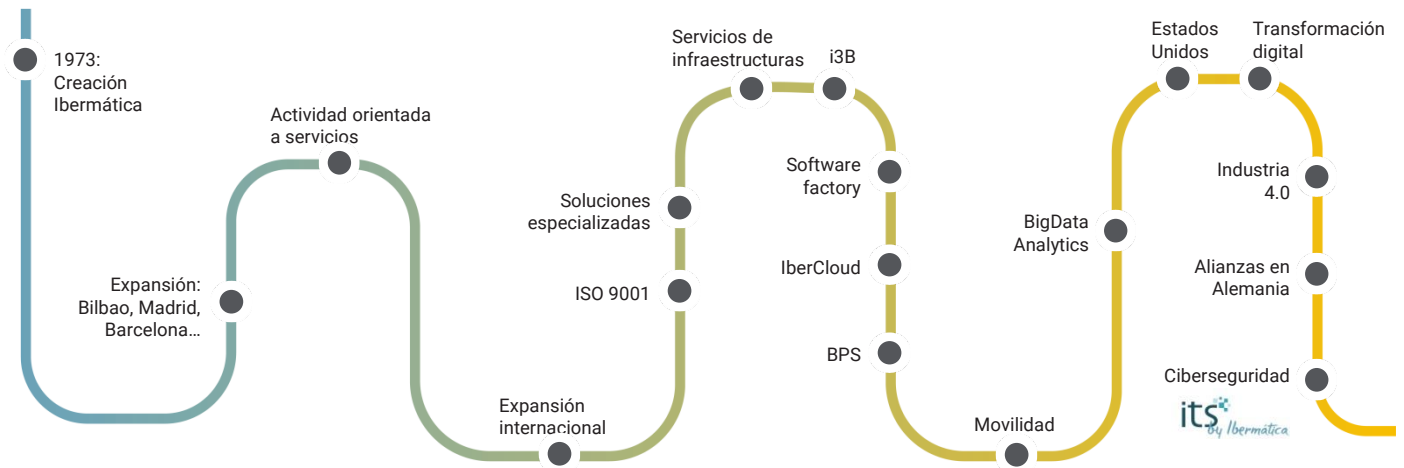 1973:
Creación
Ibermática
Expansión:
Bilbao, Madrid,
Barcelona…
Actividad orientada
a servicios
Expansión
internacional
ISO 9001
Soluciones
especializadas
Servicios de
infraestructuras
i3B
Software
factory
IberCloud
BPS
Movilidad
BigData
Analytics
Estados
Unidos
Transformación
digital
Industria
4.0
Alianzas en
Alemania
Ciberseguridad
its
by Ibermática